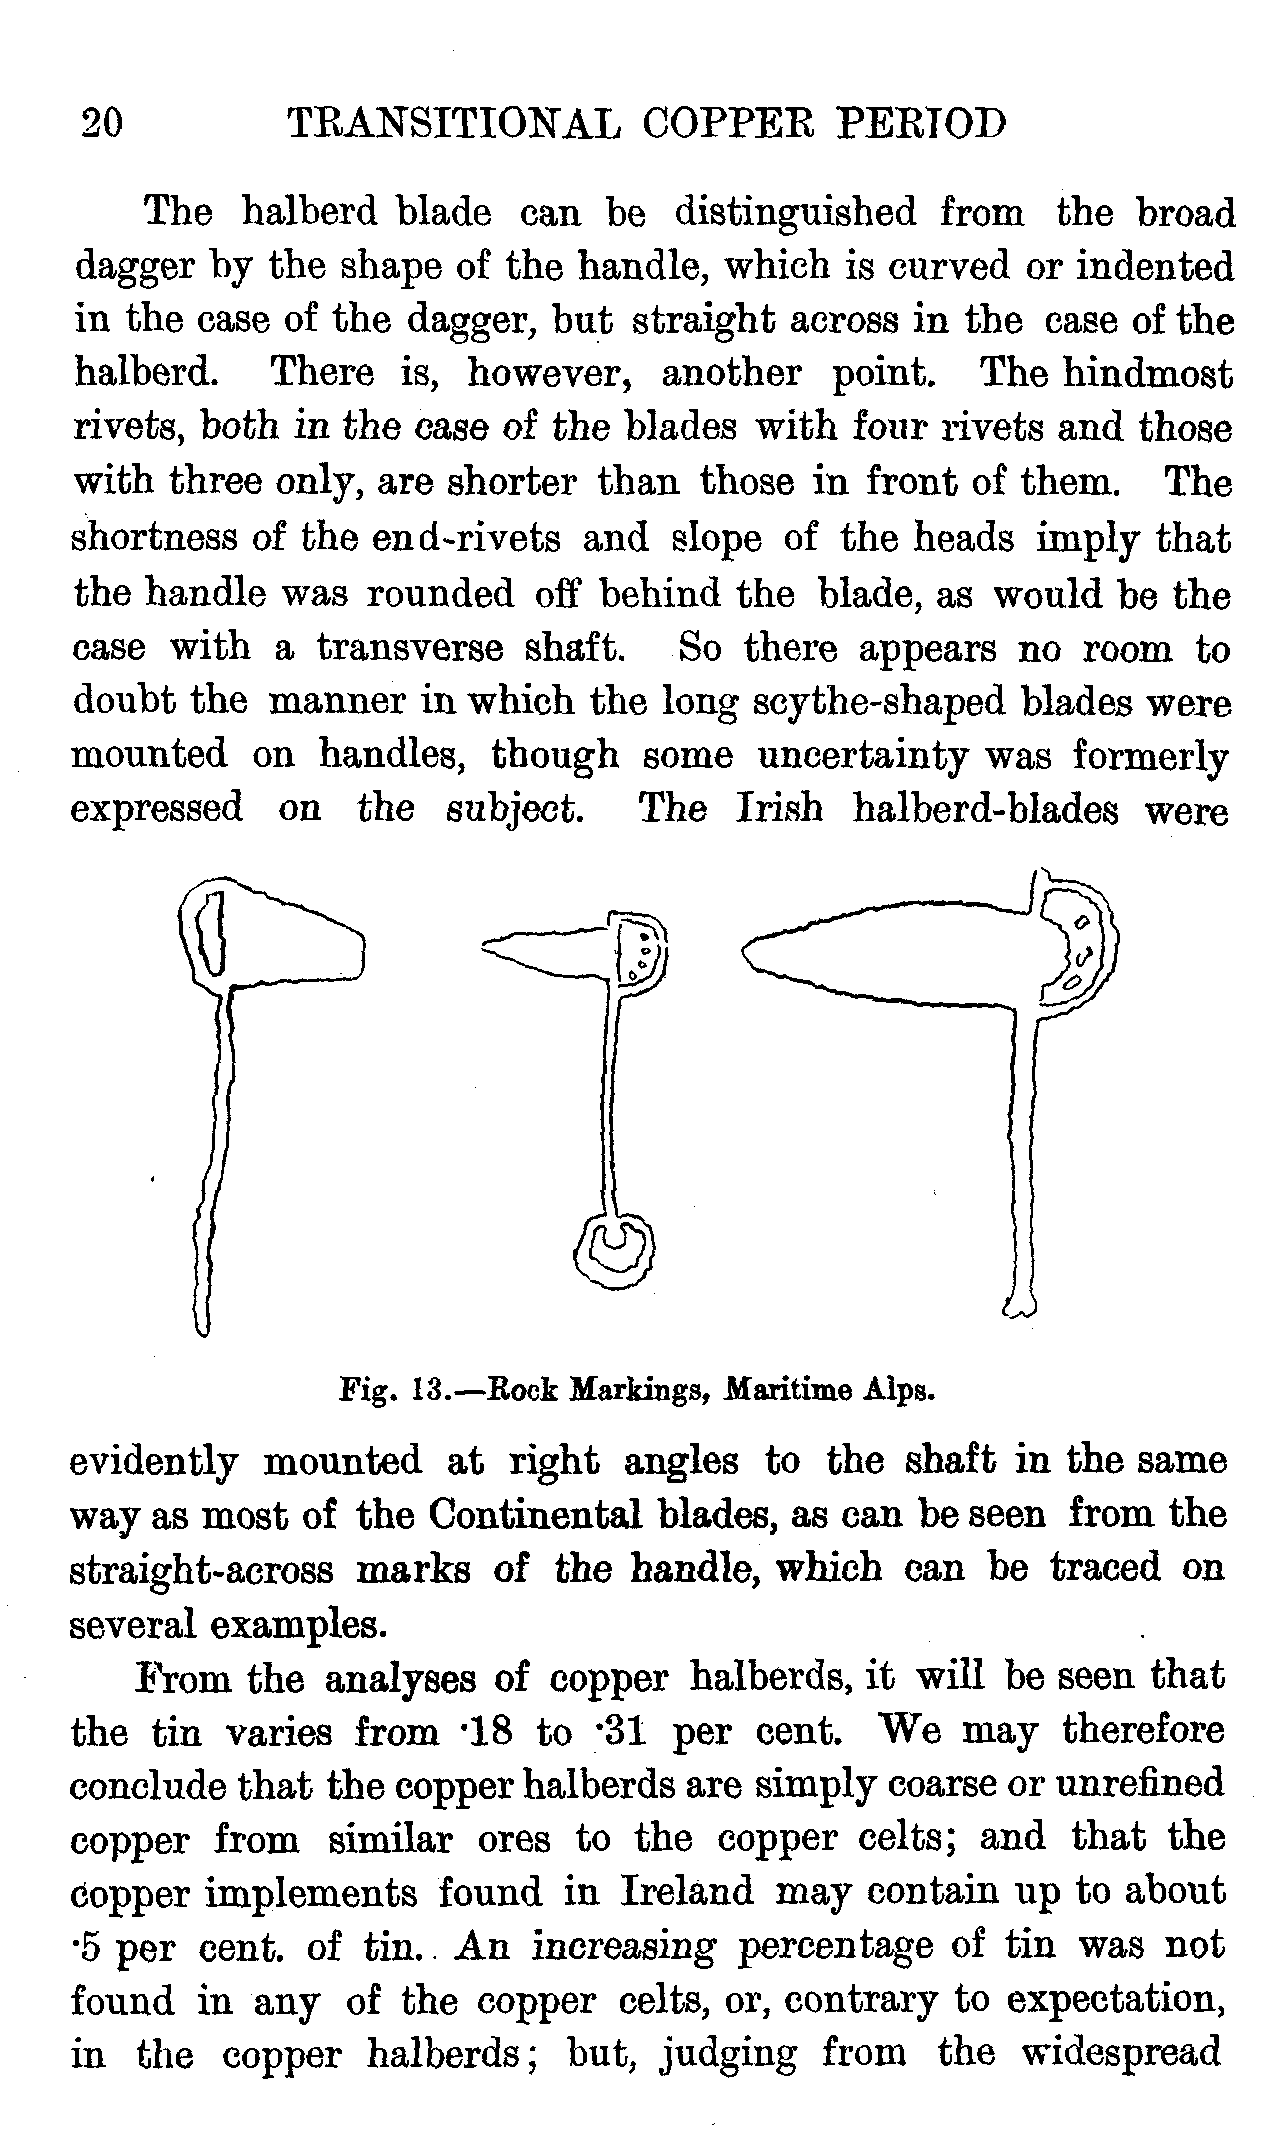 20 TRANSITIONAL COPPER PERIOD
The halberd blade can be distinguished from the broad
dagger by the shape of the handle, which is curved or indented
in the case of the dagger, but straight across in the case of the
halberd. There is, however, another point. The hindmost
rivets, both in the case of the blades with four rivets and those
with three only, are shorter than those in front of them. The
shortness of the end-rivets and slope of the heads imply that
the handle was rounded off behind the blade, as would be the
case with a transverse shaft. So there appears no room to
doubt the manner in which the long scythe-shaped blades were
mounted on handles, though some uncertainty was formerly
expressed on the subject. The Irish halberd-blades were
Fig. 13.—Rock Markings, Maritime Alps.
evidently mounted at right angles to the shaft in the same
way as most of the Continental blades, as can be seen from the
straight-across marks of the handle, which can be traced on
several examples.
From the analyses of copper halberds, it will be seen that
the tin varies from ·18 to ·31 per cent. We may therefore
conclude that the copper halberds are simply coarse or unrefined
copper from similar ores to the copper celts; and that the
copper implements found in Ireland may contain up to about
·5 per cent. of tin. An increasing percentage of tin was not
found in any of the copper celts, or, contrary to expectation,
in the copper halberds; but, judging from the widespread